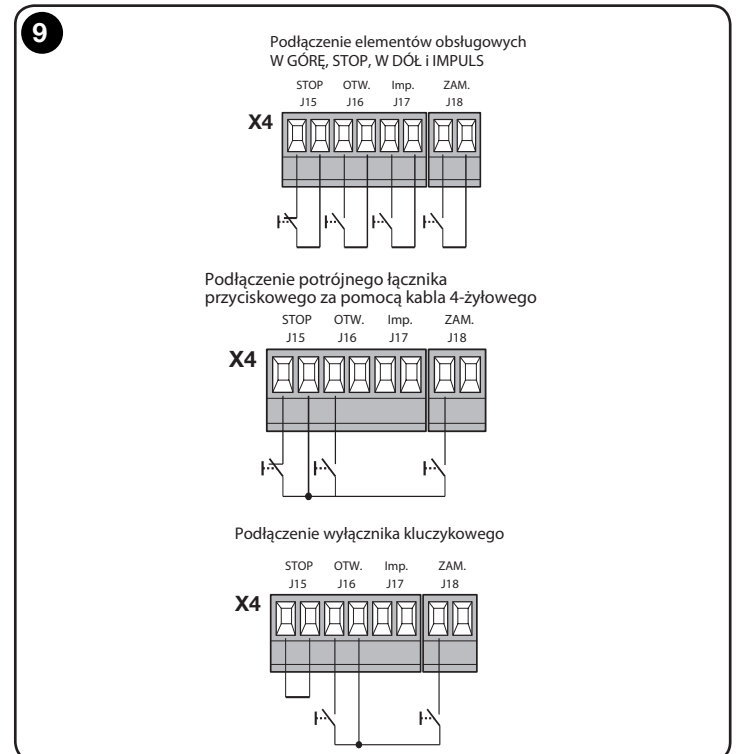 9
Podłączenie elementów obsługowych
W GÓRĘ, STOP, W DÓŁ i IMPULS
STOP OTW. Imp. ZAM.
J15 J16 J17 J18
X4
Podłączenie potrójnego łącznika
przyciskowego za pomocą kabla 4-żyłowego
STOP OTW. Imp. ZAM.
J15 J16 J17 J18
X4
Podłączenie wyłącznika kluczykowego
STOP OTW. Imp. ZAM.
J15 J16 J17 J18
X4